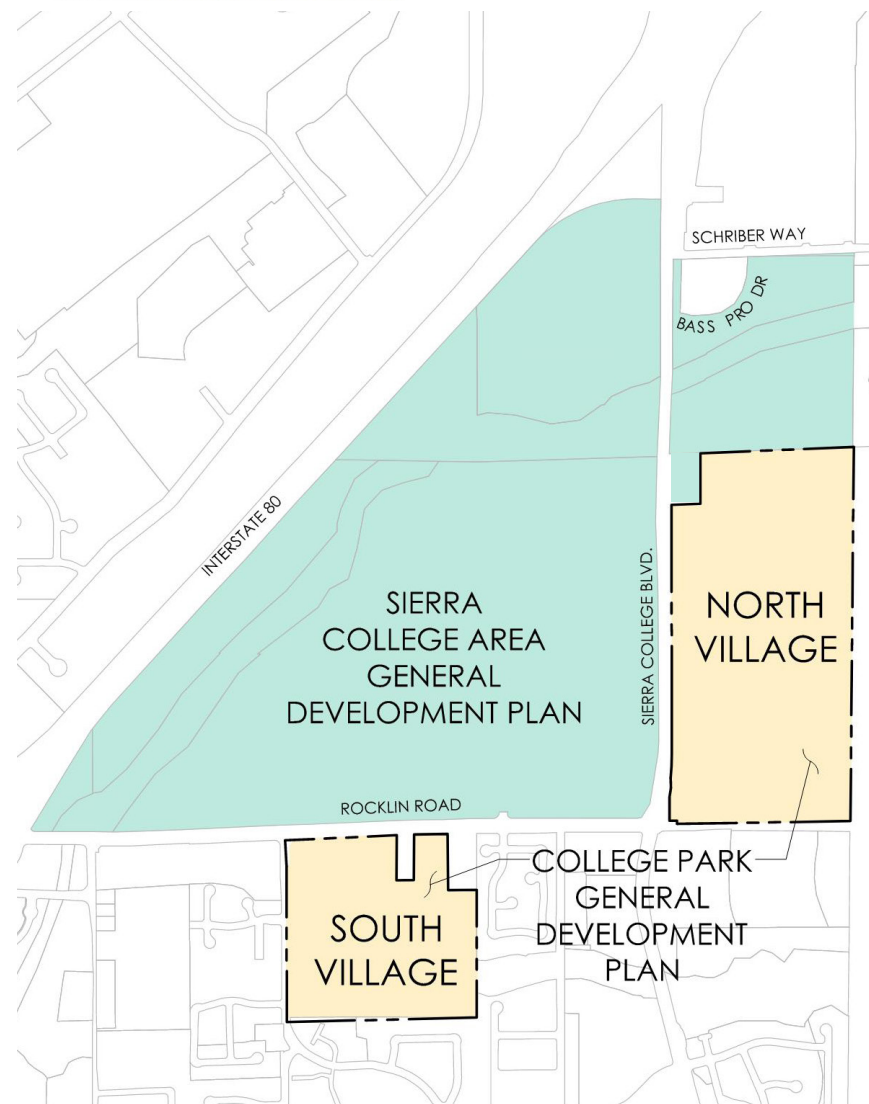 SCHRIBER WAY
BASS PRO DR
INTERSTATE 80
SIERRA
COLLEGE AREA
GENERAL
DEVELOPMENT PLAN
SIERRA COLLEGE BLVD.
NORTH
VILLAGE
ROCKLIN ROAD
COLLEGE PARK
GENERAL
DEVELOPMENT
PLAN
SOUTH
VILLAGE